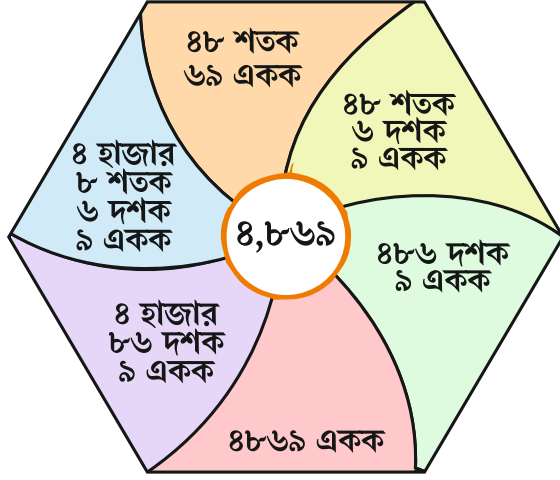 ৪৮ শতক
৬৯ একক
৪৮ শতক
৬ দশক
৯ একক
৪ হাজার
৮ শতক
৬ দশক
৯ একক
৪,৮৬৯
৪৮৬ দশক
৯ একক
৪ হাজার
৮৬ দশক
৯ একক
৪৮৬৯ একক